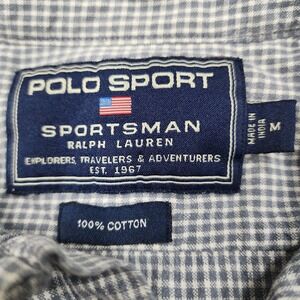 POLO SPORT
SPORTSMAN
RALPH LAUREN
EXPLORERS, TRAVELERS & ADVENTURERS
EST. 1967
MADE IN
INDIA
M
100% COTTON